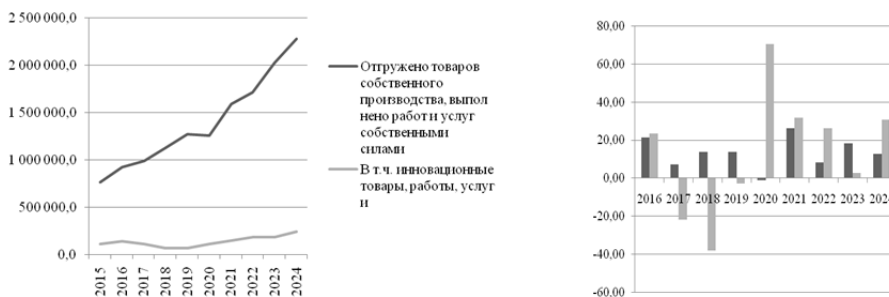 2 500 000,0
2 000 000,0
1 500 000,0
1 000 000,0
500 000,0
0,0
2015
2016
2017
2018
2019
2020
2021
2022
2023
2024
Отгружено товаров
собственного
производства, выпол
нено работ и услуг
собственными
силами
В т.ч. инновационные
товары, работы, услуг
и
80,00
60,00
40,00
20,00
0,00
-20,00
-40,00
-60,00
2016 2017 2018 2019 2020 2021 2022 2023 2024